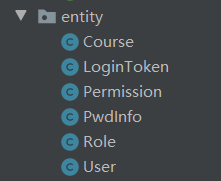 entity
Course
LoginToken
Permission
PwdInfo
Role
User